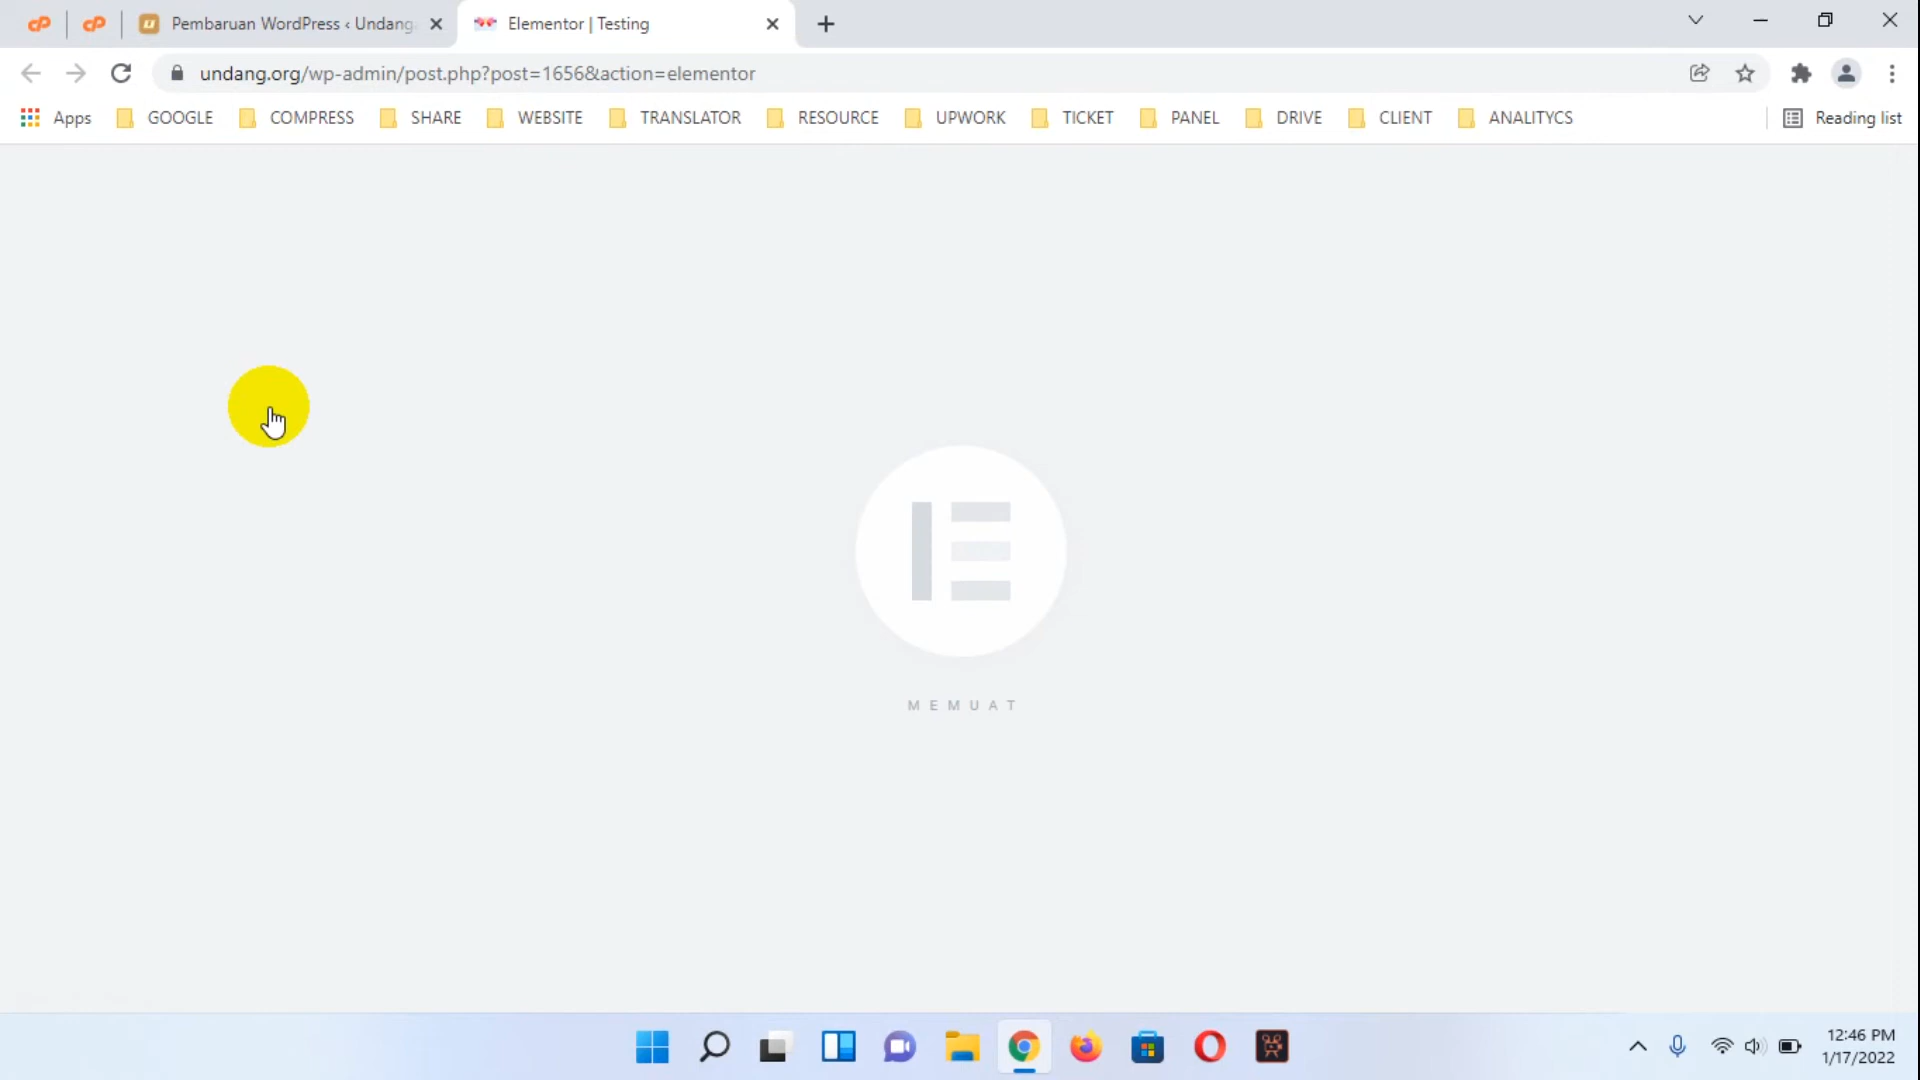 Pembaruan WordPress ‹ Undang
Elementor | Testing
undang.org/wp-admin/post.php?post=1656&action=elementor
Apps
GOOGLE
COMPRESS
SHARE
WEBSITE
TRANSLATOR
RESOURCE
UPWORK
TICKET
PANEL
DRIVE
CLIENT
ANALITYCS
Reading list
MEMUAT
12:46 PM
1/17/2022